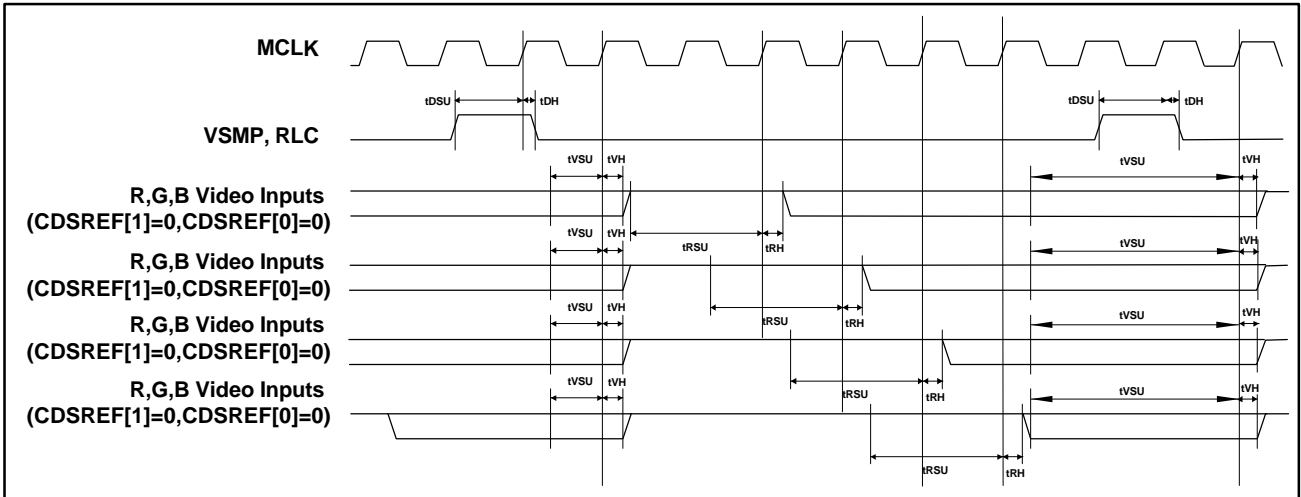 MCLK
tDSU
tDH
tDSU
tDH
VSMP, RLC
tVSU
tVH
tVSU
tVH
R,G,B Video Inputs
(CDSREF[1]=0,CDSREF[0]=0)
tVSU
tVH
tRSU
tRH
tVSU
tVH
R,G,B Video Inputs
(CDSREF[1]=0,CDSREF[0]=0)
tVSU
tVH
tRSU
tRH
tVSU
tVH
R,G,B Video Inputs
(CDSREF[1]=0,CDSREF[0]=0)
tVSU
tVH
tRSU
tRH
tVSU
tVH
R,G,B Video Inputs
(CDSREF[1]=0,CDSREF[0]=0)
tRSU
tRH